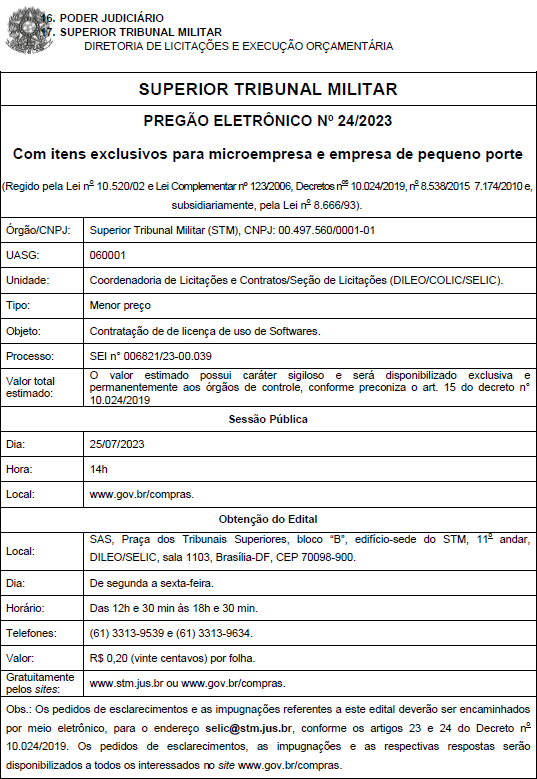 16. PODER JUDICIÁRIO
17. SUPERIOR TRIBUNAL MILITAR
DIRETORIA DE LICITAÇÕES E EXECUÇÃO ORÇAMENTÁRIA
SUPERIOR TRIBUNAL MILITAR
PREGÃO ELETRÔNICO Nº 24/2023
Com itens exclusivos para microempresa e empresa de pequeno porte
(Regido pela Lei nº 10.520/02 e Lei Complementar nº 123/2006, Decretos nºs 10.024/2019, nº 8.538/2015 7.174/2010 e,
subsidiariamente, pela Lei nº 8.666/93).
Órgão/CNPJ: Superior Tribunal Militar (STM), CNPJ: 00.497.560/0001-01
UASG: 060001
Unidade: Coordenadoria de Licitações e Contratos/Seção de Licitações (DILEO/COLIC/SELIC).
Tipo: Menor preço
Objeto: Contratação de de licença de uso de Softwares.
Processo: SEI n° 006821/23-00.039
Valor total estimado: O valor estimado possui caráter sigiloso e será disponibilizado exclusiva e
permanentemente aos órgãos de controle, conforme preconiza o art. 15 do decreto n°
10.024/2019
Sessão Pública
Dia: 25/07/2023
Hora: 14h
Local: www.gov.br/compras.
Obtenção do Edital
Local: SAS, Praça dos Tribunais Superiores, bloco “B”, edifício-sede do STM, 11º andar,
DILEO/SELIC, sala 1103, Brasília-DF, CEP 70098-900.
Dia: De segunda a sexta-feira.
Horário: Das 12h e 30 min às 18h e 30 min.
Telefones: (61) 3313-9539 e (61) 3313-9634.
Valor: R$ 0,20 (vinte centavos) por folha.
Gratuitamente pelos sites: www.stm.jus.br ou www.gov.br/compras.
Obs.: Os pedidos de esclarecimentos e as impugnações referentes a este edital deverão ser encaminhados
por meio eletrônico, para o endereço selic@stm.jus.br, conforme os artigos 23 e 24 do Decreto nº
10.024/2019. Os pedidos de esclarecimentos, as impugnações e as respectivas respostas serão
disponibilizados a todos os interessados no site www.gov.br/compras.